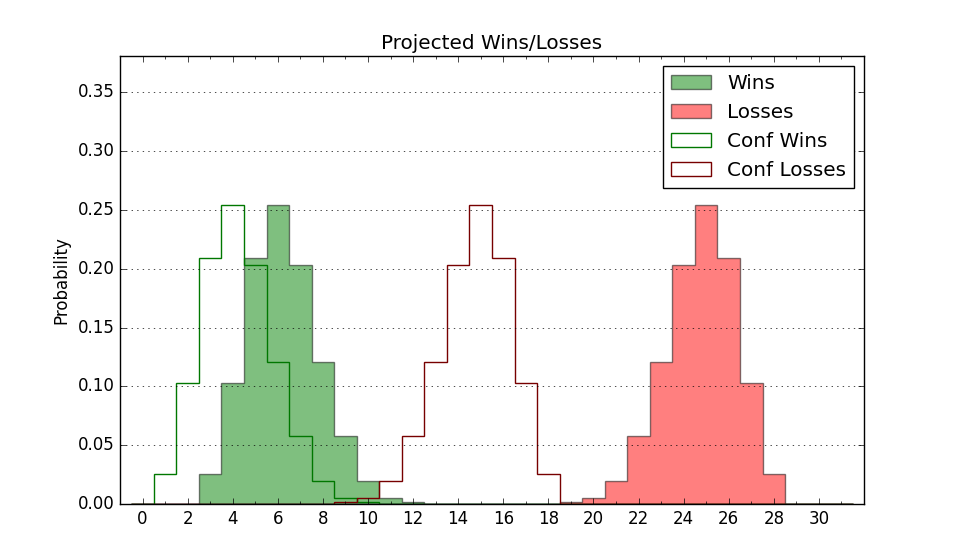 Projected Wins/Losses
Wins
Losses
Conf Wins
Conf Losses
Probability
0.35
0.30
0.25
0.20
0.15
0.10
0.05
0.00
0 2 4 6 8 10 12 14 16 18 20 22 24 26 28 30